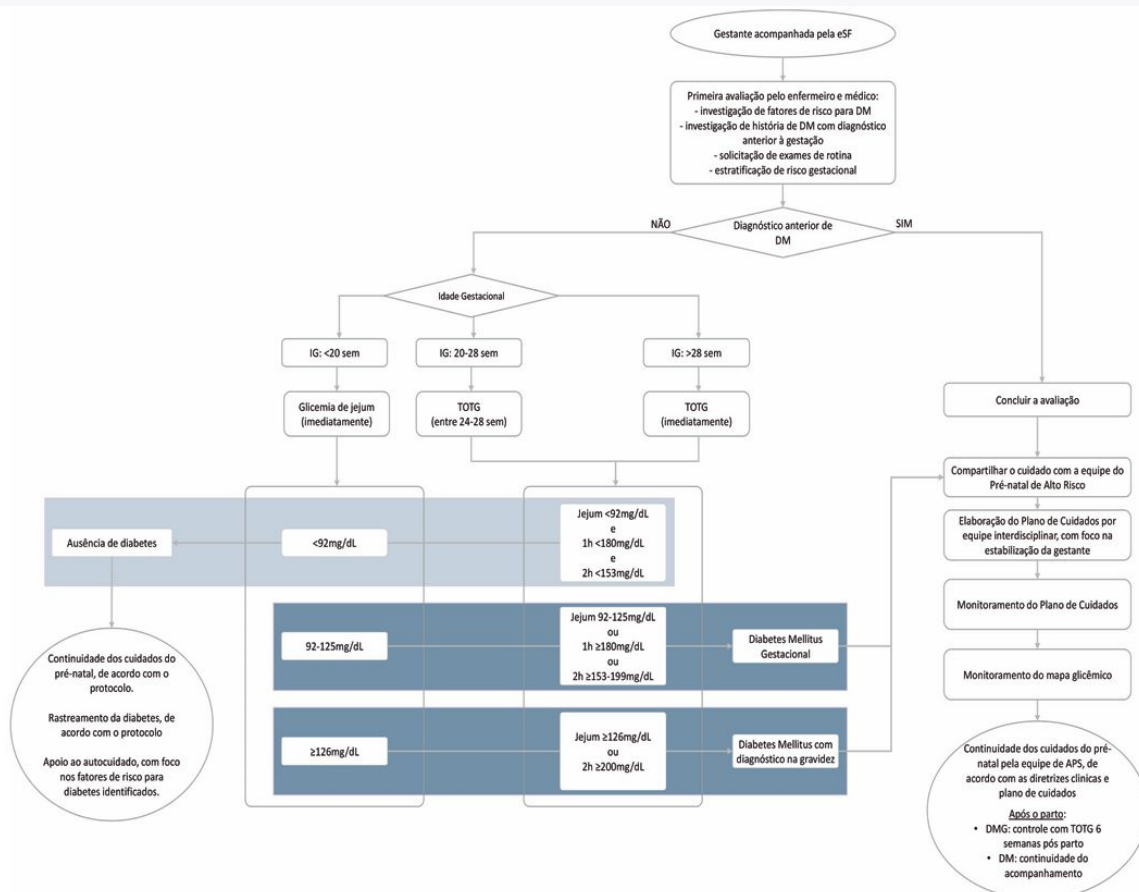 Gestante acompanhada pela eSF
Primeira avaliação pelo enfermeiro e médico:
- investigação de fatores de risco para DM
- investigação de história de DM com diagnóstico
anterior à gestação
- solicitação de exames de rotina
- estratificação de risco gestacional
NÃO
Diagnóstico anterior de
DM
SIM
Idade Gestacional
IG: <20 sem
IG: 20-28 sem
IG: >28 sem
Glicemia de jejum
(imediatamente)
TOTG
(entre 24-28 sem)
TOTG
(imediatamente)
Concluir a avaliação
Compartilhar o cuidado com a equipe do
Pré-natal de Alto Risco
Elaboração do Plano de Cuidados por
equipe interdisciplinar, com foco na
estabilização da gestante
Monitoramento do Plano de Cuidados
Monitoramento do mapa glicêmico
Ausência de diabetes
<92mg/dL
Jejum <92mg/dL
e
1h <180mg/dL
e
2h <153mg/dL
92-125mg/dL
Jejum 92-125mg/dL
ou
1h ≥180mg/dL
ou
2h ≥153-199mg/dL
Diabetes Mellitus
Gestacional
≥126mg/dL
Jejum ≥126mg/dL
ou
2h ≥200mg/dL
Diabetes Mellitus com
diagnóstico na gravidez
Continuidade dos cuidados do
pré-natal, de acordo com o
protocolo.
Rastreamento da diabetes, de
acordo com o protocolo
Apoio ao autocuidado, com foco
nos fatores de risco para
diabetes identificados.
Continuidade dos cuidados do pré-
natal pela equipe de APS, de
acordo com as diretrizes clinicas e
plano de cuidados
Após o parto:
• DMG: controle com TOTG 6
semanas pós parto
• DM: continuidade do
acompanhamento